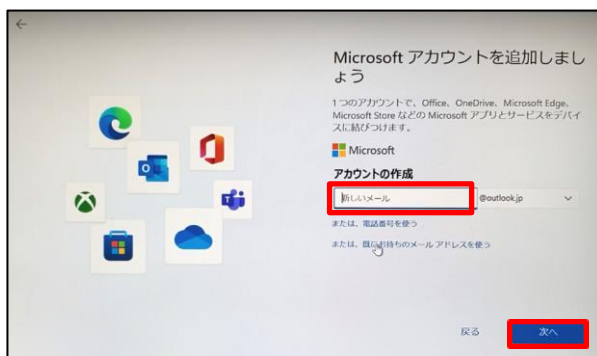 Microsoft アカウントを追加しまし
ょう
1 つのアカウントで、Office、OneDrive、Microsoft Edge、
Microsoft Store などの Microsoft アプリとサービスをデバイ
スに結びつけます。
Microsoft
アカウントの作成
新しいメール @outlook.jp
または、電話番号を使う
または、既にお持ちのメール アドレスを使う
戻る 次へ